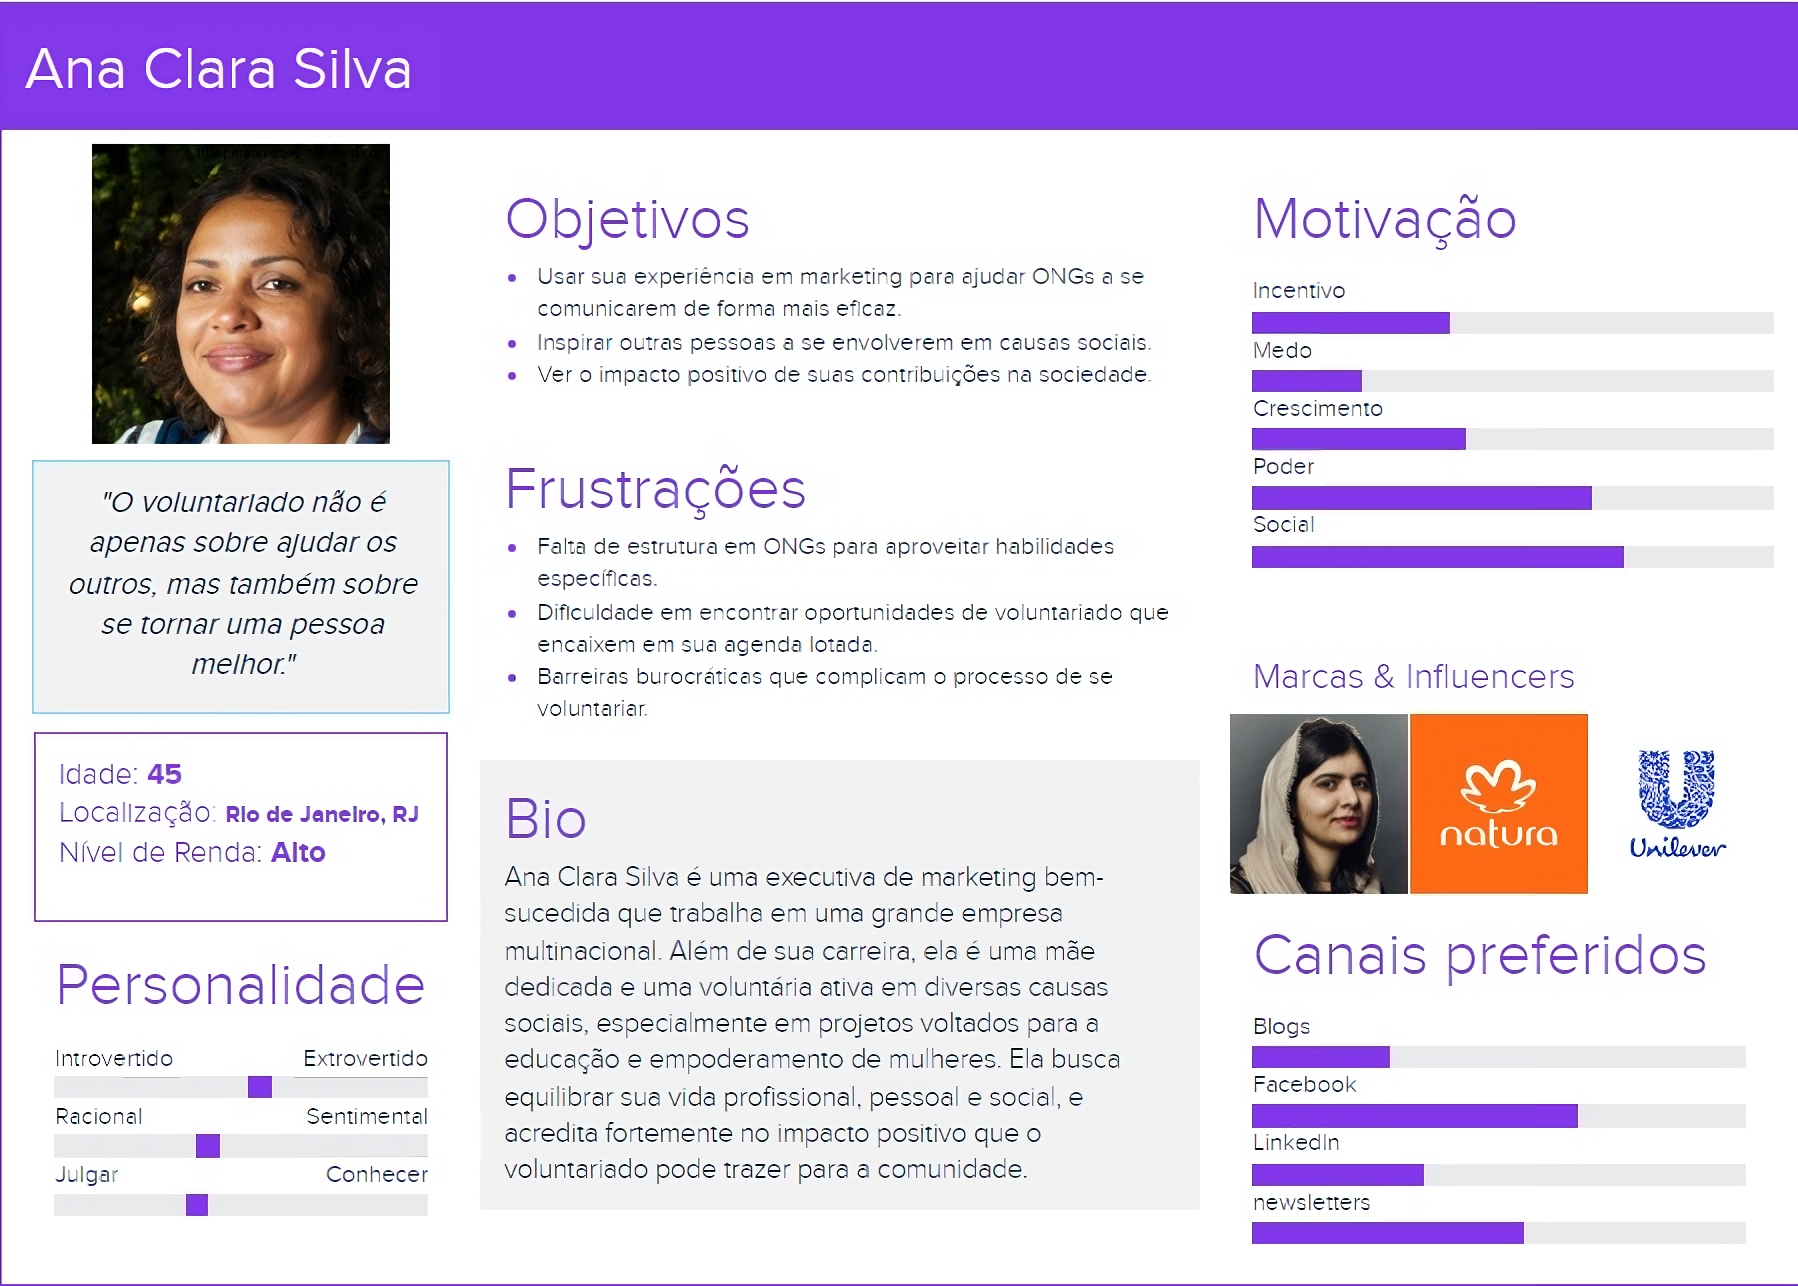 Ana Clara Silva
"O voluntariado não é
apenas sobre ajudar os
outros, mas também sobre
se tornar uma pessoa
melhor."
Idade: 45
Localização: Rio de Janeiro, RJ
Nível de Renda: Alto
Personalidade
Introvertido Extrovertido
Racional Sentimental
Julgar Conhecer
Objetivos
• Usar sua experiência em marketing para ajudar ONGs a se
comunicarem de forma mais eficaz.
• Inspirar outras pessoas a se envolverem em causas sociais.
• Ver o impacto positivo de suas contribuições na sociedade.
Frustrações
• Falta de estrutura em ONGs para aproveitar habilidades
específicas.
• Dificuldade em encontrar oportunidades de voluntariado que
encaixem em sua agenda lotada.
• Barreiras burocráticas que complicam o processo de se
voluntariar.
Bio
Ana Clara Silva é uma executiva de marketing bem-
sucedida que trabalha em uma grande empresa
multinacional. Além de sua carreira, ela é uma mãe
dedicada e uma voluntária ativa em diversas causas
sociais, especialmente em projetos voltados para a
educação e empoderamento de mulheres. Ela busca
equilibrar sua vida profissional, pessoal e social, e
acredita fortemente no impacto positivo que o
voluntariado pode trazer para a comunidade.
Motivação
Incentivo
Medo
Crescimento
Poder
Social
Marcas & Influencers
natura
Unilever
Canais preferidos
Blogs
Facebook
LinkedIn
newsletters